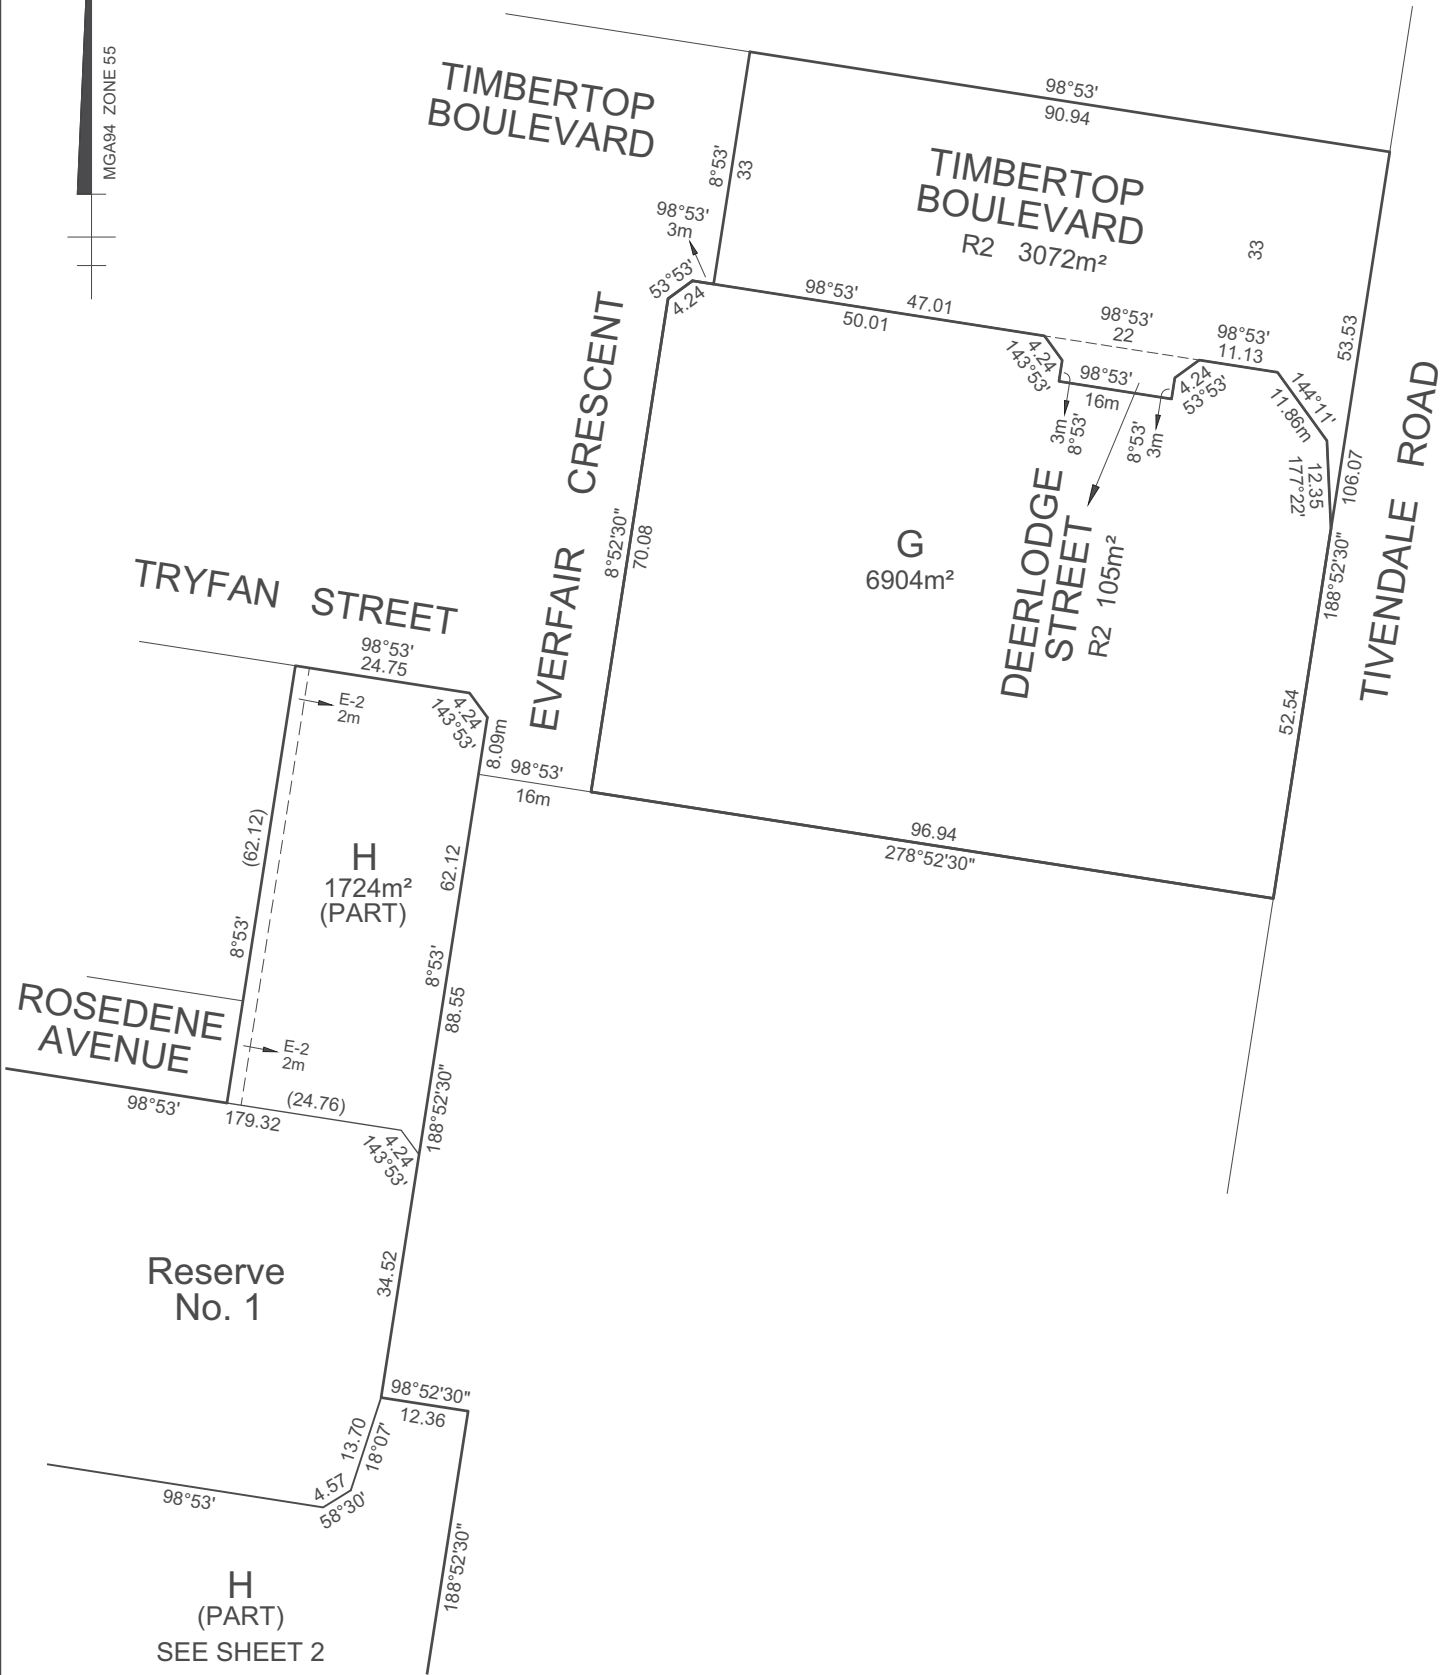 MGA94 ZONE 55
TIMBERTOP
BOULEVARD
98°53'
90.94
8°53'
33
TIMBERTOP
BOULEVARD
R2 3072m²
33
98°53'
3m
53°53'
4.24
98°53'
47.01
50.01
98°53'
22
98°53'
11.13
4.24
143°53'
98°53'
16m
4.24
53°53'
144°11'
11.86m
53.53
3m
8°53'
8°53'
3m
12.35
177°22'
106.07
EVERFAIR CRESCENT
8°52'30"
70.08
G
6904m²
DEERLODGE
STREET
R2 105m²
188°52'30"
TIVENDALE ROAD
52.54
TRYFAN STREET
98°53'
24.75
E-2
2m
4.24
143°53'
8.09m
98°53'
16m
96.94
278°52'30"
(62.12)
8°53'
H
1724m²
(PART)
62.12
8°53'
88.55
188°52'30"
ROSEDENE
AVENUE
E-2
2m
98°53'
179.32
(24.76)
4.24
143°53'
Reserve
No. 1
34.52
98°52'30"
12.36
13.70
18°07'
4.57
58°30'
98°53'
188°52'30"
H
(PART)
SEE SHEET 2